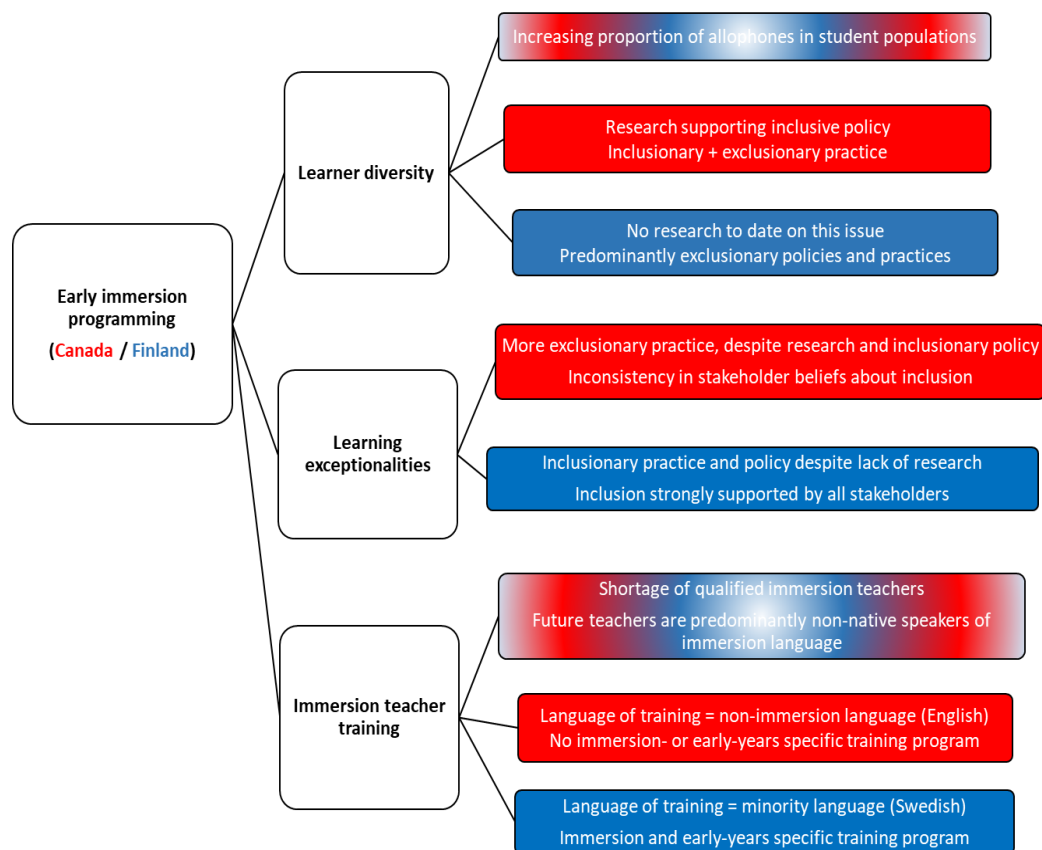 Early immersion
programming
(Canada / Finland)
Learner diversity
Increasing proportion of allophones in student populations
Research supporting inclusive policy
Inclusionary + exclusionary practice
No research to date on this issue
Predominantly exclusionary policies and practices
Learning
exceptionalities
More exclusionary practice, despite research and inclusionary policy
Inconsistency in stakeholder beliefs about inclusion
Inclusionary practice and policy despite lack of research
Inclusion strongly supported by all stakeholders
Immersion teacher
training
Shortage of qualified immersion teachers
Future teachers are predominantly non-native speakers of
immersion language
Language of training = non-immersion language (English)
No immersion- or early-years specific training program
Language of training = minority language (Swedish)
Immersion and early-years specific training program